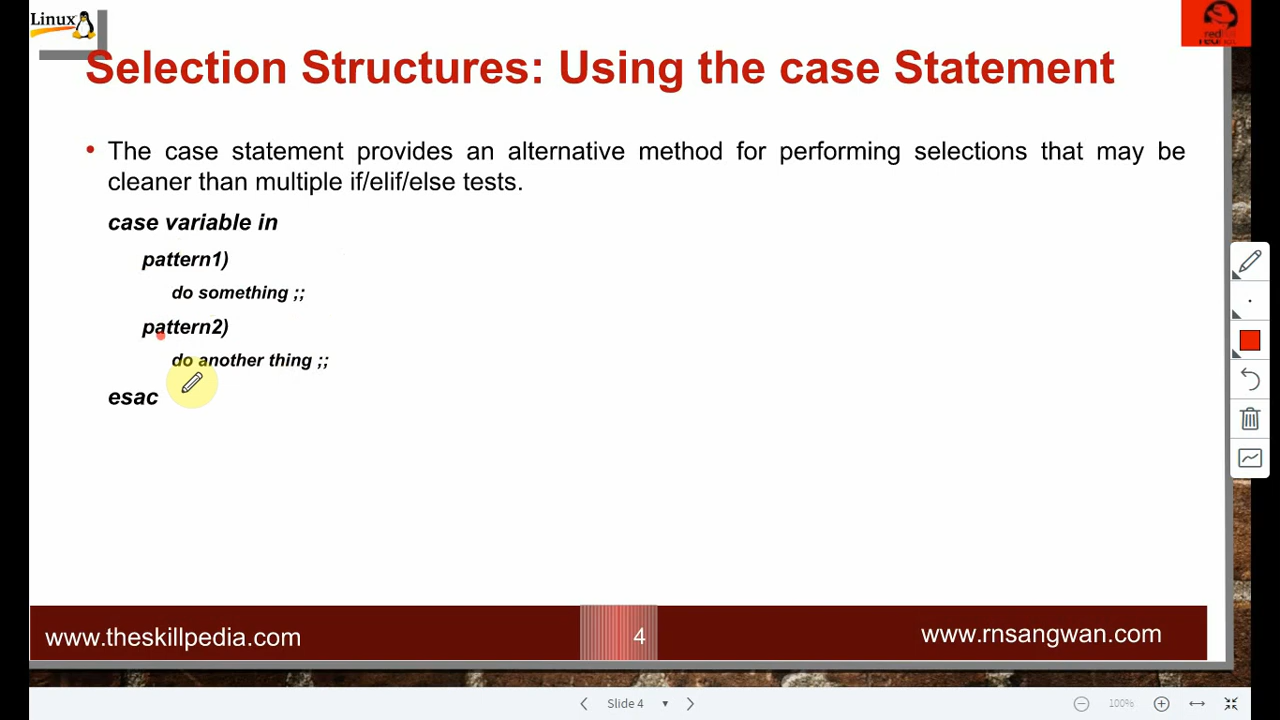 Linux
red
Selection Structures: Using the case Statement
• The case statement provides an alternative method for performing selections that may be
cleaner than multiple if/elif/else tests.
case variable in
pattern1)
do something ;;
pattern2)
do another thing ;;
esac
www.theskillpedia.com
4
www.rnsangwan.com
Slide 4
100%